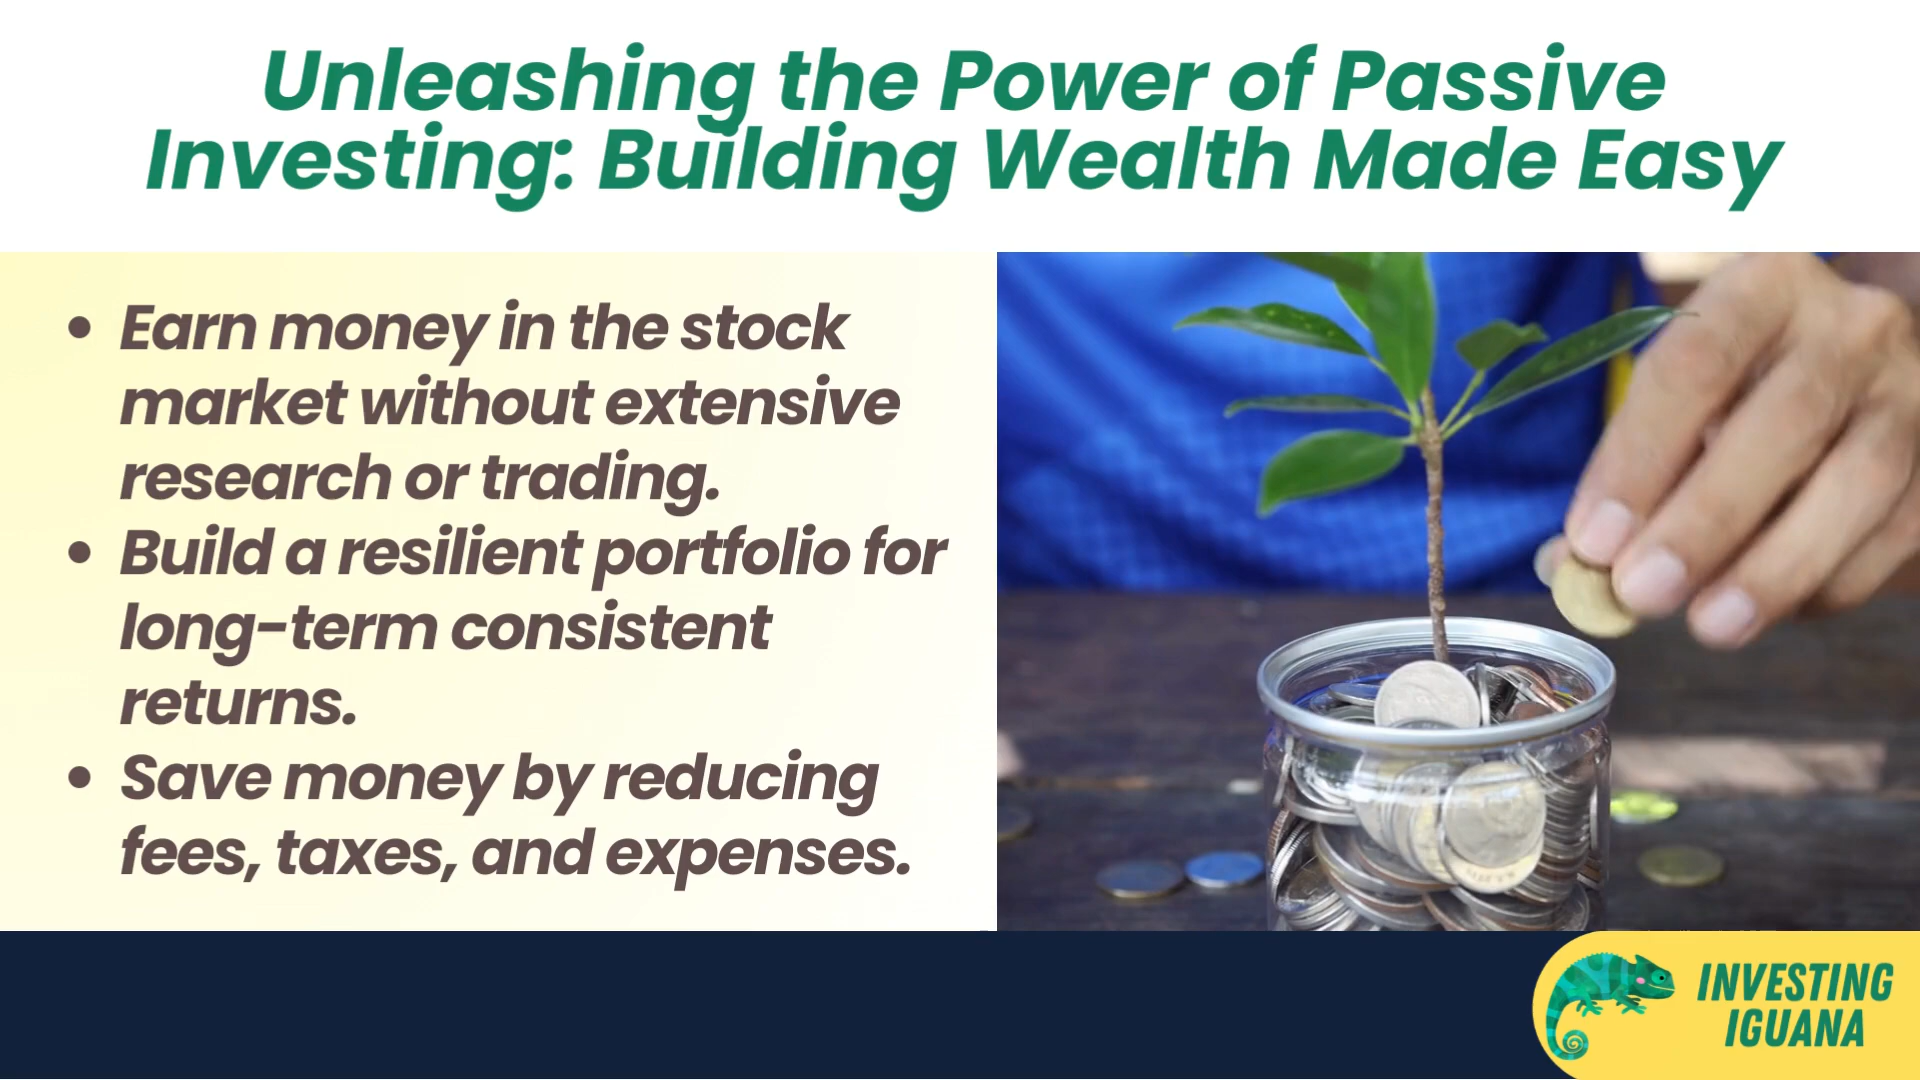 Unleashing the Power of Passive
Investing: Building Wealth Made Easy
• Earn money in the stock
market without extensive
research or trading.
• Build a resilient portfolio for
long-term consistent
returns.
• Save money by reducing
fees, taxes, and expenses.
INVESTING
IGUANA